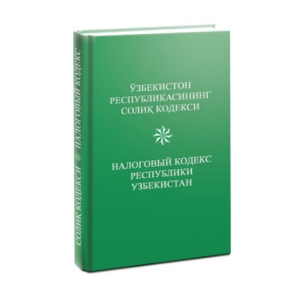 ЎЗБЕКИСТОН
РЕСПУБЛИКАСИНИНГ
СОЛИҚ КОДЕКСИ
НАЛОГОВЫЙ КОДЕКС
РЕСПУБЛИКИ
УЗБЕКИСТАН
СОЛИҚ КОДЕКСИ ✵ НАЛОГОВЫЙ КОДЕКС